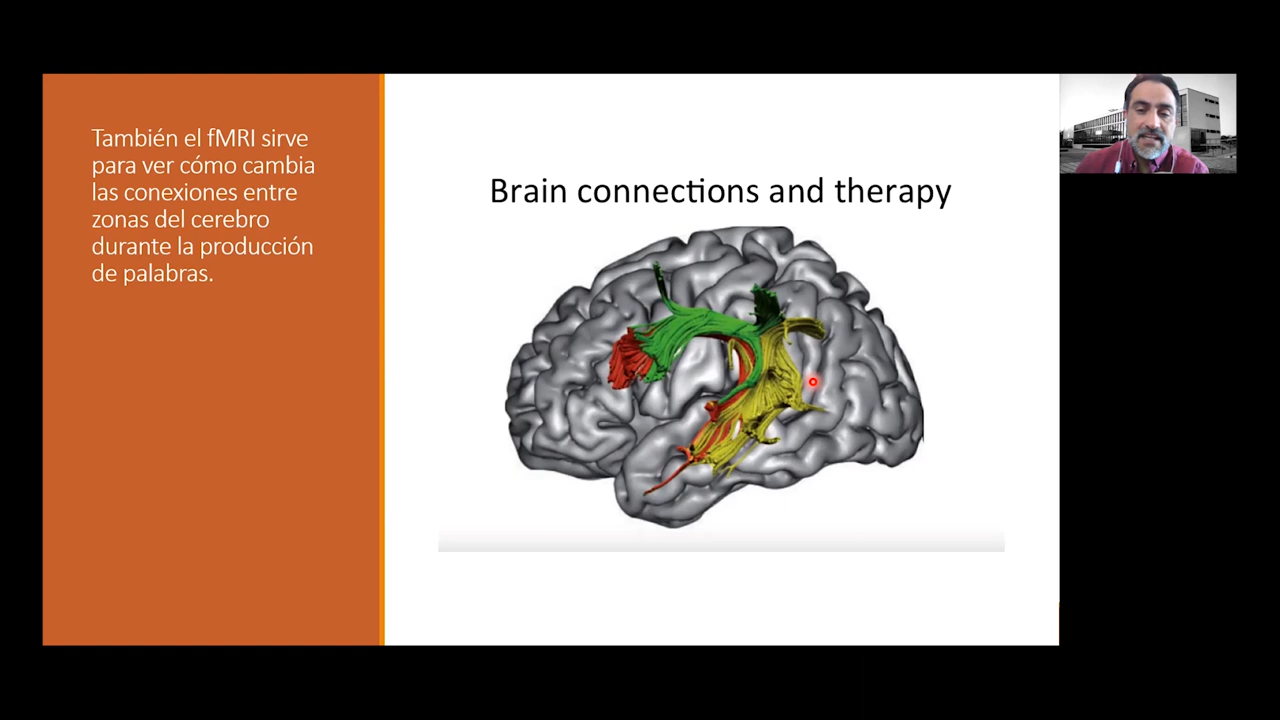 También el fMRI sirve
para ver cómo cambia
las conexiones entre
zonas del cerebro
durante la producción
de palabras.
Brain connections and therapy